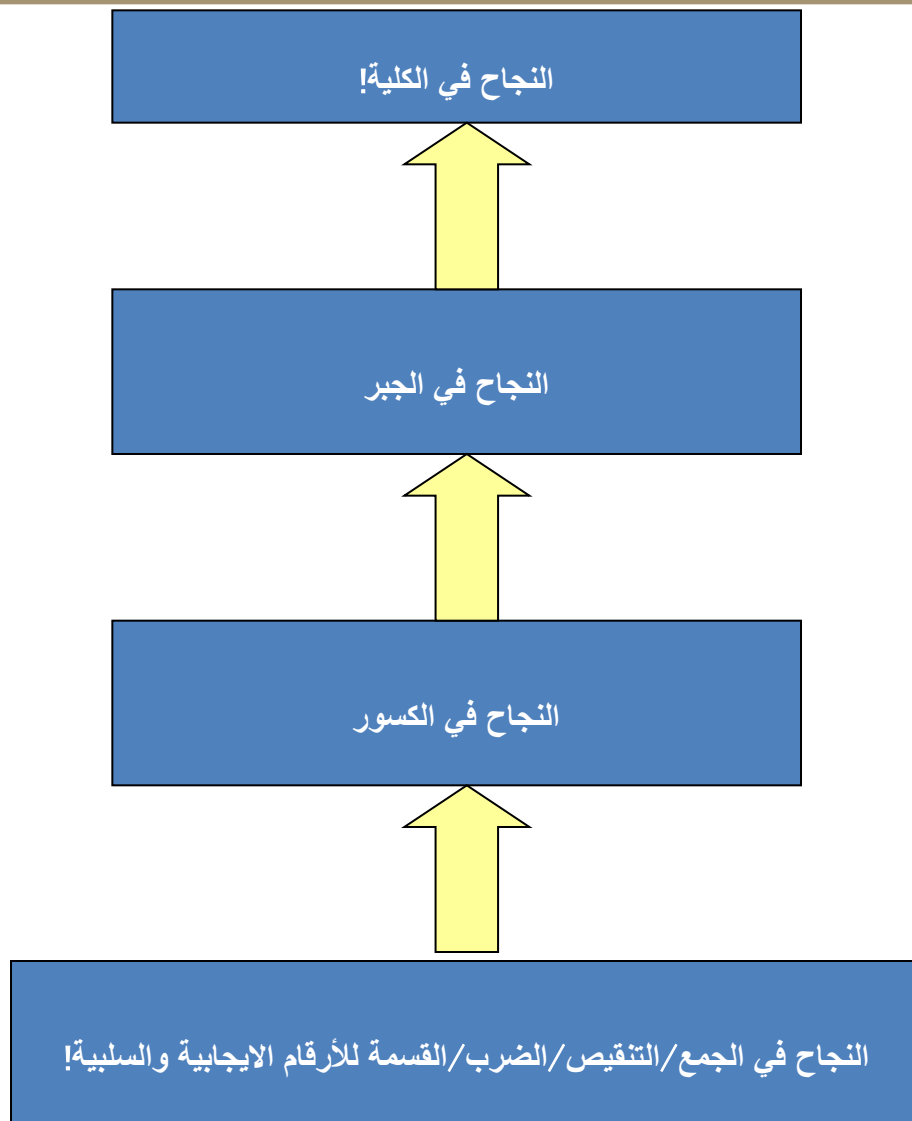 النجاح في الكلية!
النجاح في الجبر
النجاح في الكسور
النجاح في الجمع/التنقيص/الضرب/القسمة للأرقام الايجابية والسلبية!